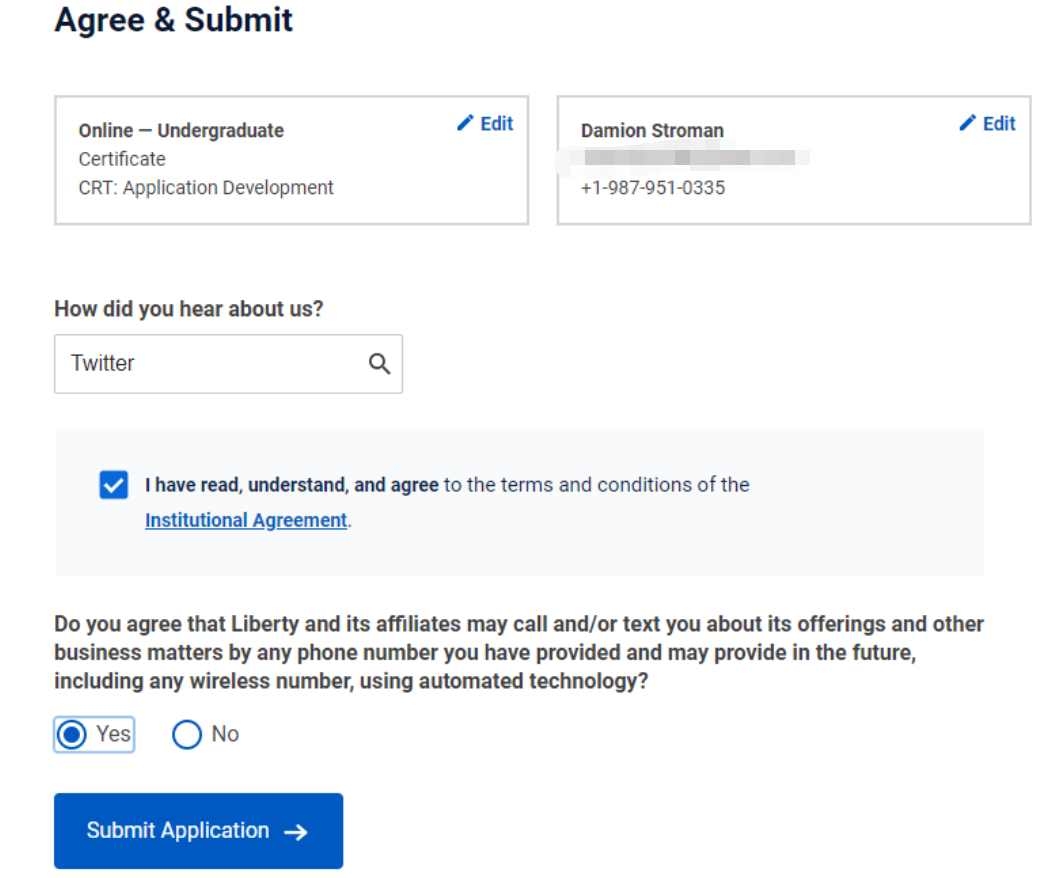 Agree & Submit
Online — Undergraduate
Edit
Certificate
CRT: Application Development
Damion Stroman
Edit
+1-987-951-0335
How did you hear about us?
Twitter
I have read, understand, and agree to the terms and conditions of the
Institutional Agreement.
Do you agree that Liberty and its affiliates may call and/or text you about its offerings and other
business matters by any phone number you have provided and may provide in the future,
including any wireless number, using automated technology?
Yes
No
Submit Application →